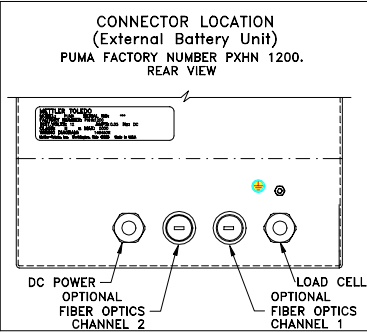 CONNECTOR LOCATION
(External Battery Unit)
PUMA FACTORY NUMBER PXHN 1200.
REAR VIEW
METTLER TOLEDO
DC POWER
OPTIONAL
FIBER OPTICS
CHANNEL 2
LOAD CELL
OPTIONAL
FIBER OPTICS
CHANNEL 1